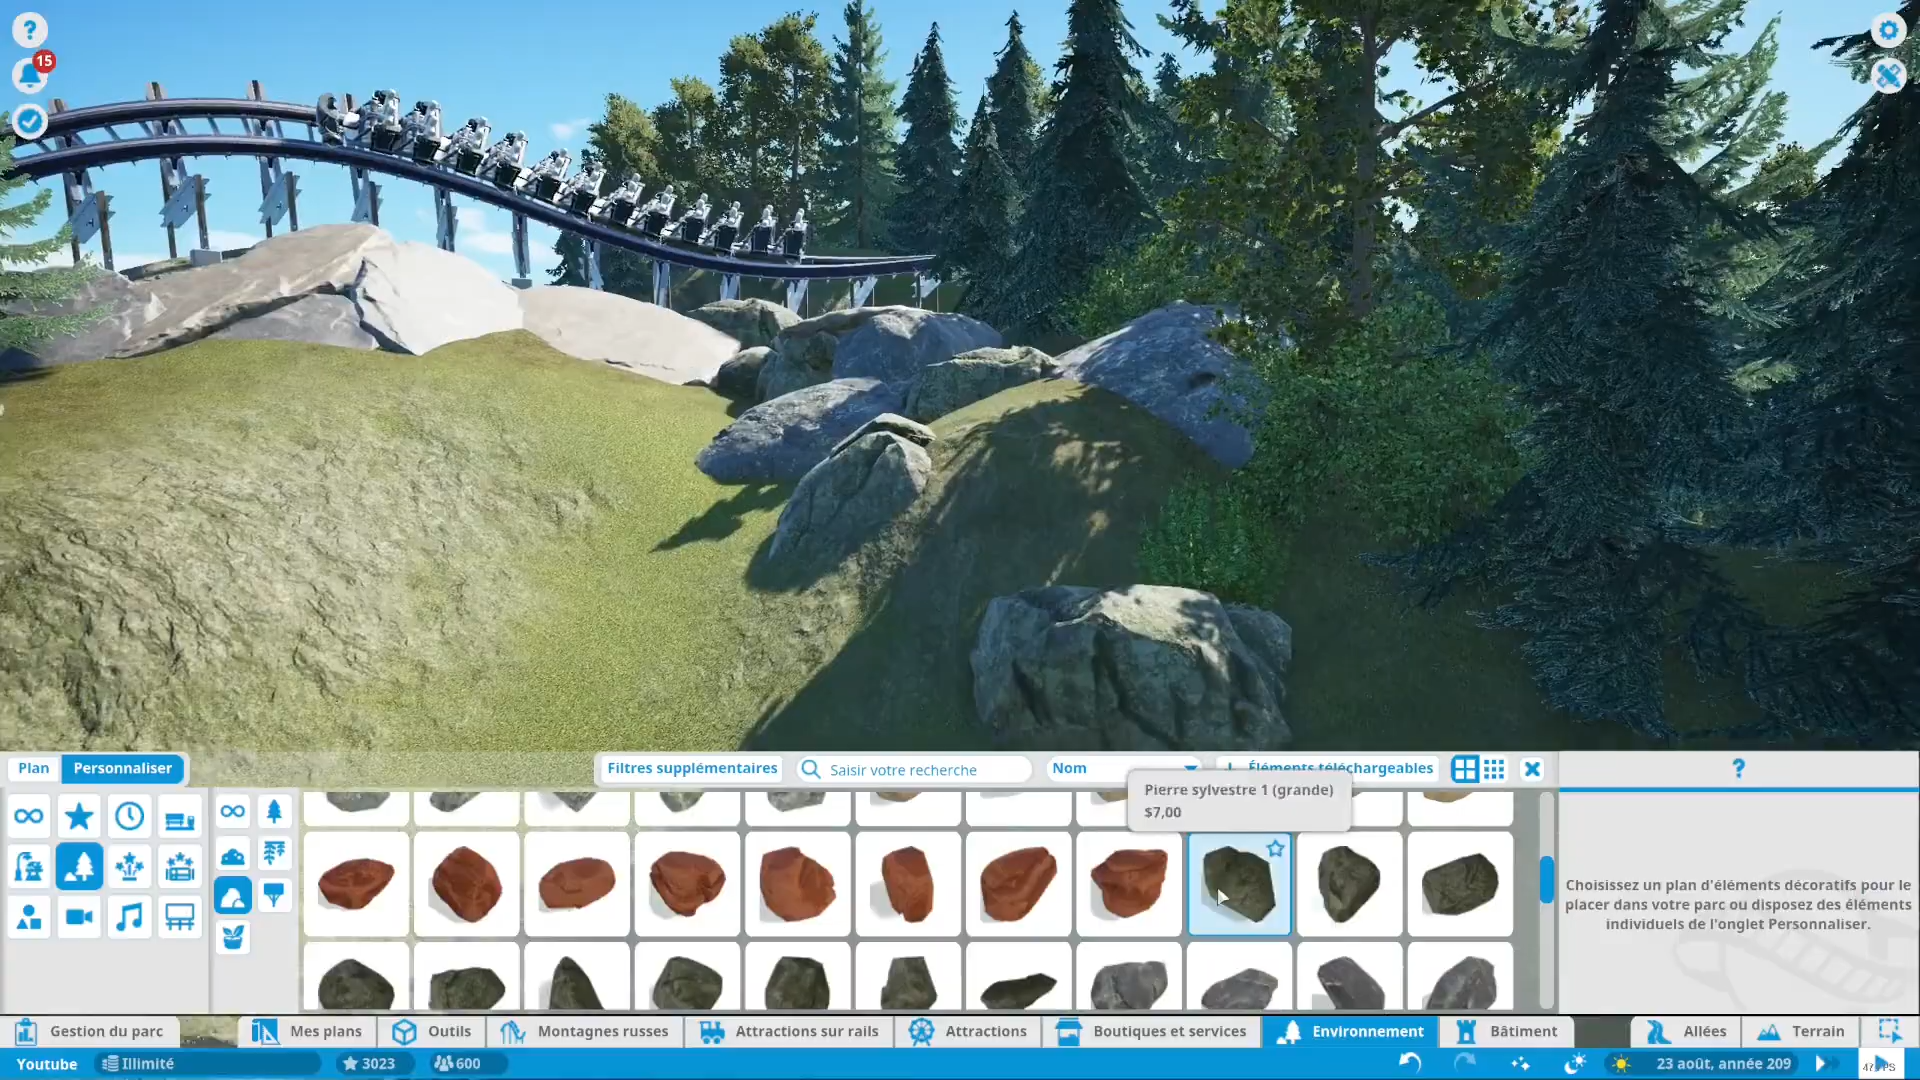 ?
15
Plan
Personnaliser
Filtres supplémentaires
Saisir votre recherche
Nom
Éléments téléchargeables
?
Pierre sylvestre 1 (grande)
$7,00
Choisissez un plan d'éléments décoratifs pour le
placer dans votre parc ou disposez des éléments
individuels de l'onglet Personnaliser.
Gestion du parc
Mes plans
Outils
Montagnes russes
Attractions sur rails
Attractions
Boutiques et services
Environnement
Bâtiment
Allées
Terrain
Youtube
Illimité
3023
600
23 août, année 209